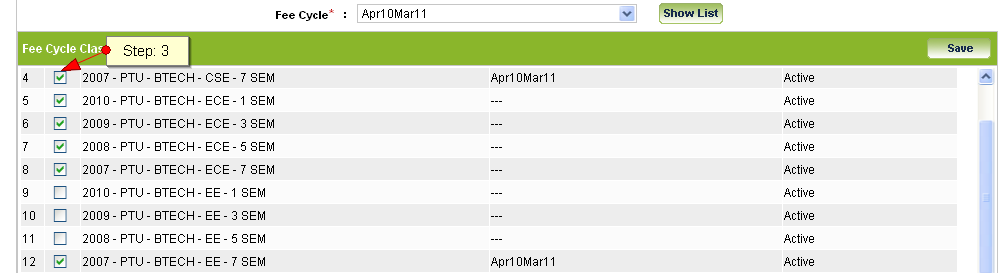 Fee Cycle* : Apr10Mar11 Show List
Fee Cycle Clas Step: 3 Save
4 2007 - PTU - BTECH - CSE - 7 SEM Apr10Mar11 Active
5 2010 - PTU - BTECH - ECE - 1 SEM --- Active
6 2009 - PTU - BTECH - ECE - 3 SEM --- Active
7 2008 - PTU - BTECH - ECE - 5 SEM --- Active
8 2007 - PTU - BTECH - ECE - 7 SEM --- Active
9 2010 - PTU - BTECH - EE - 1 SEM --- Active
10 2009 - PTU - BTECH - EE - 3 SEM --- Active
11 2008 - PTU - BTECH - EE - 5 SEM --- Active
12 2007 - PTU - BTECH - EE - 7 SEM Apr10Mar11 Active